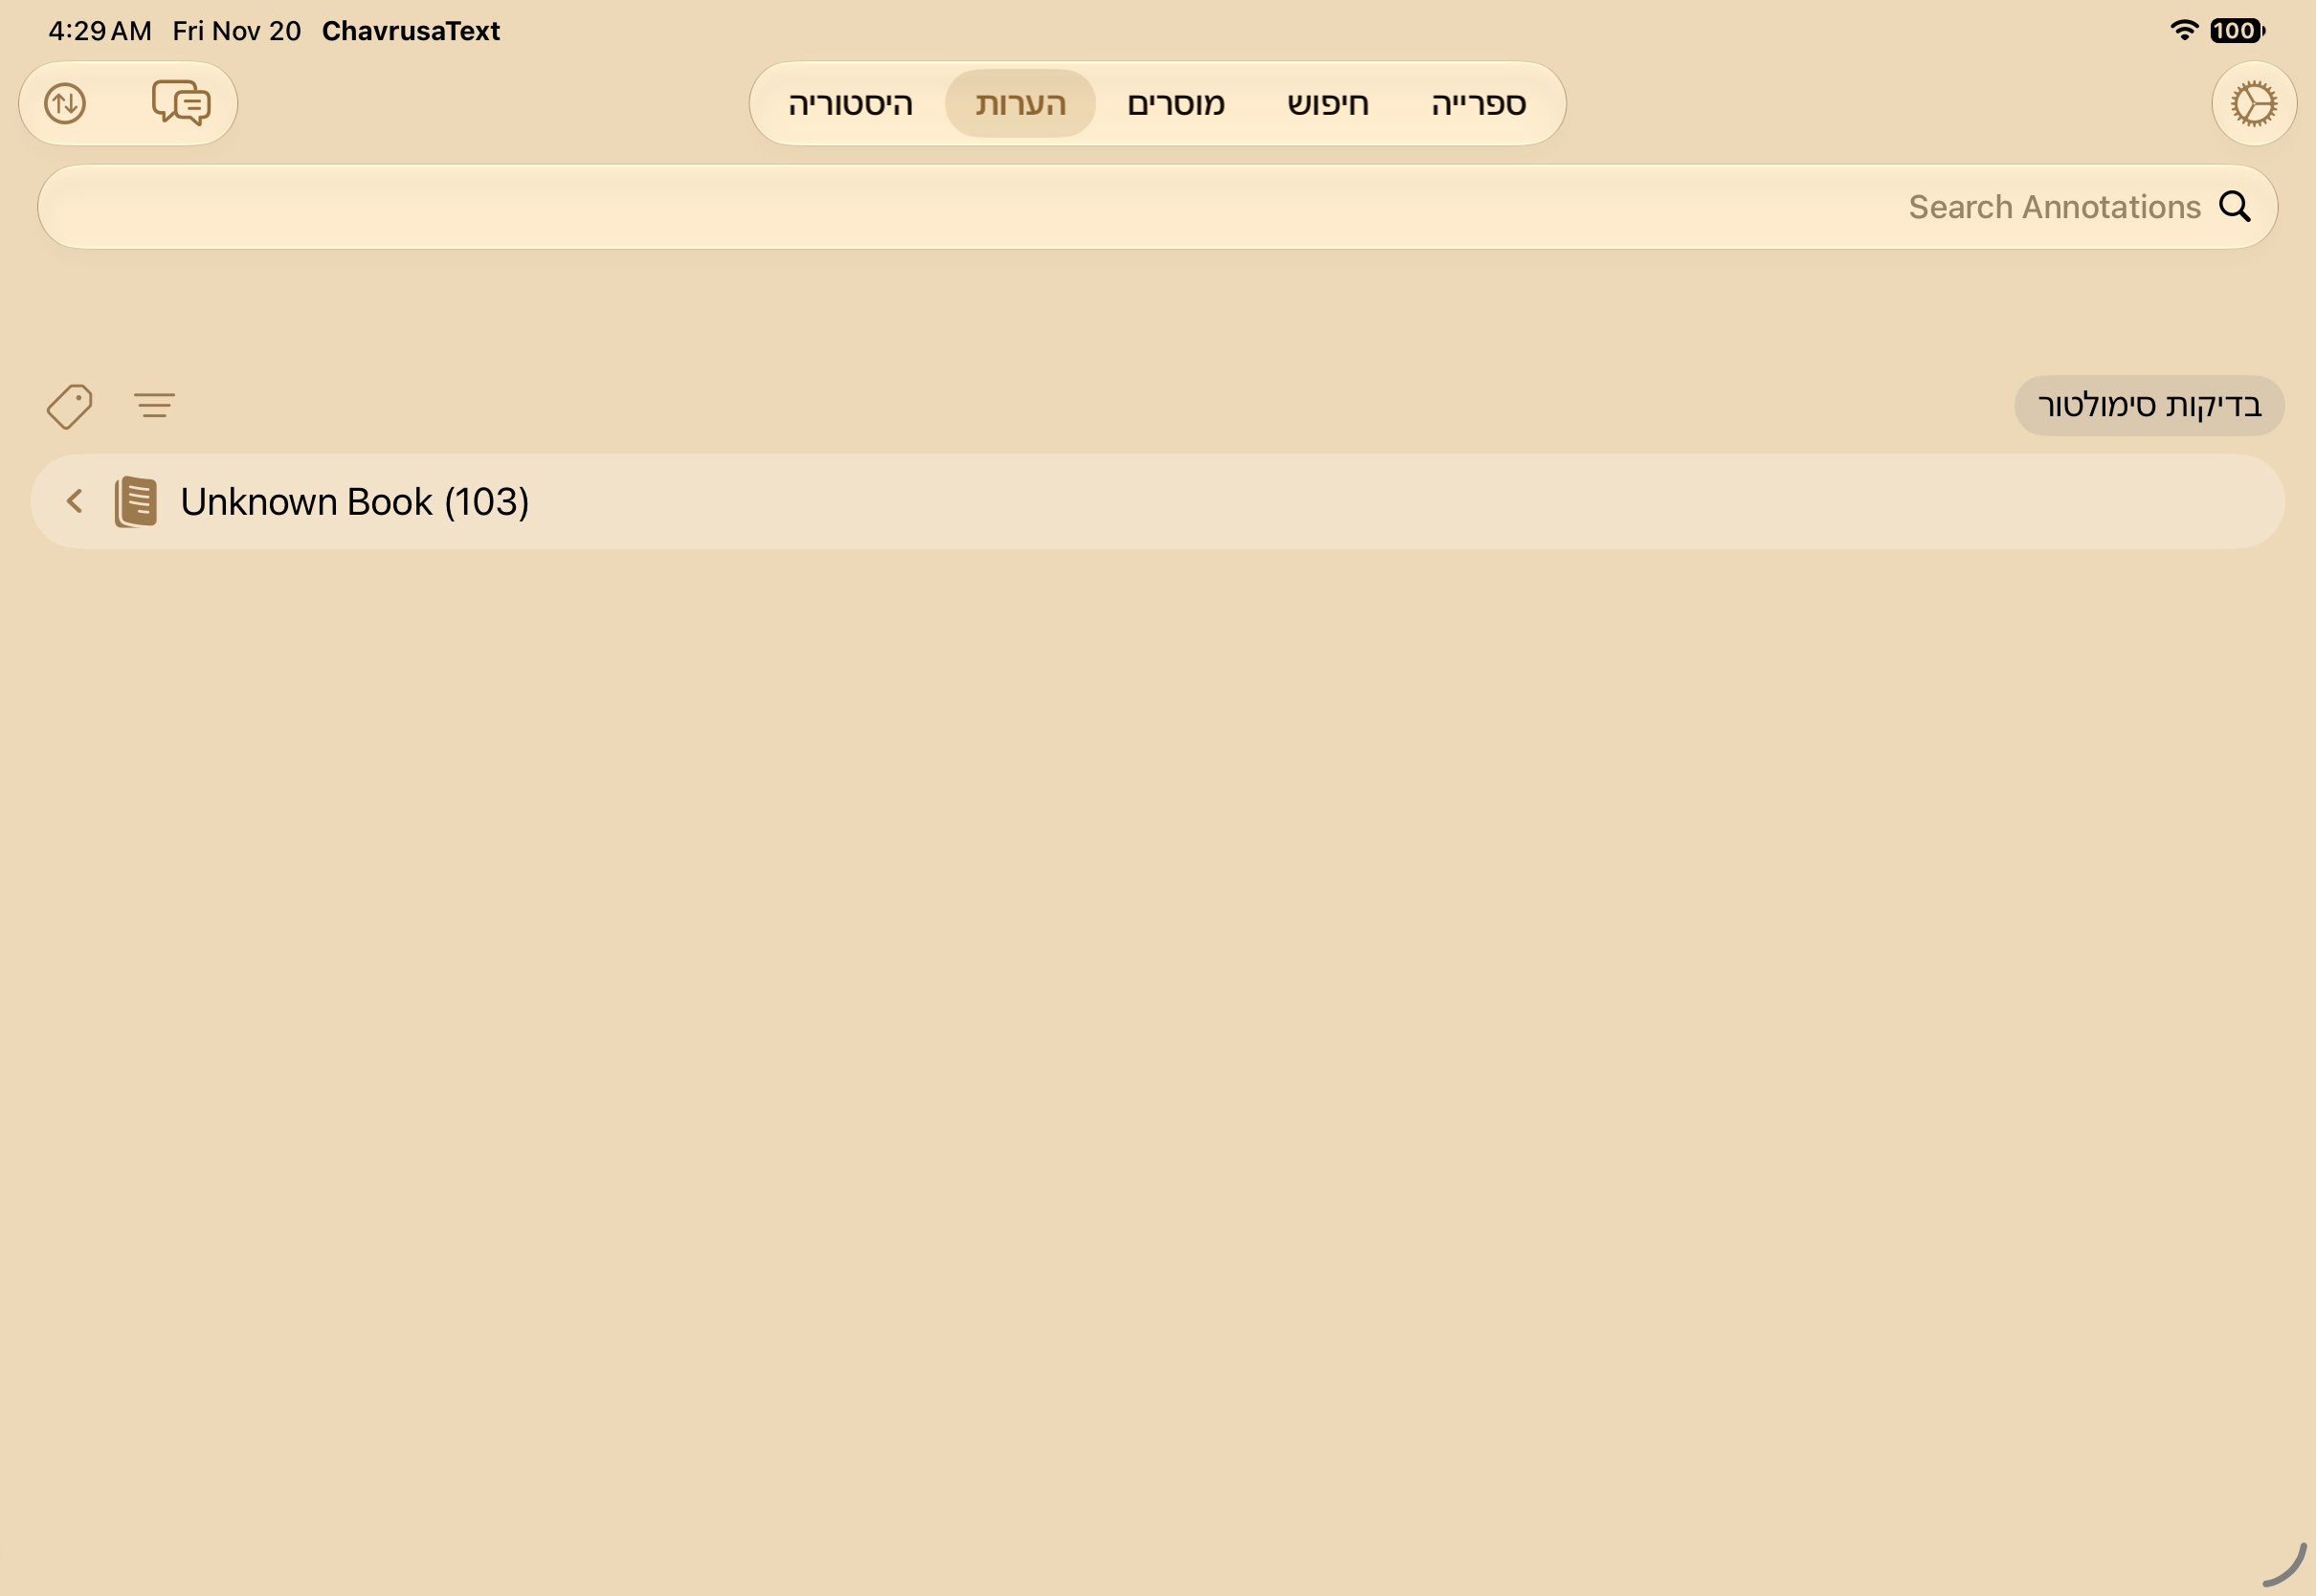 4:29 AM Fri Nov 20 ChavrusaText 100
ספרייה חיפוש מוסרים הערות היסטוריה
Search Annotations
בדיקות סימולטור
Unknown Book (103)